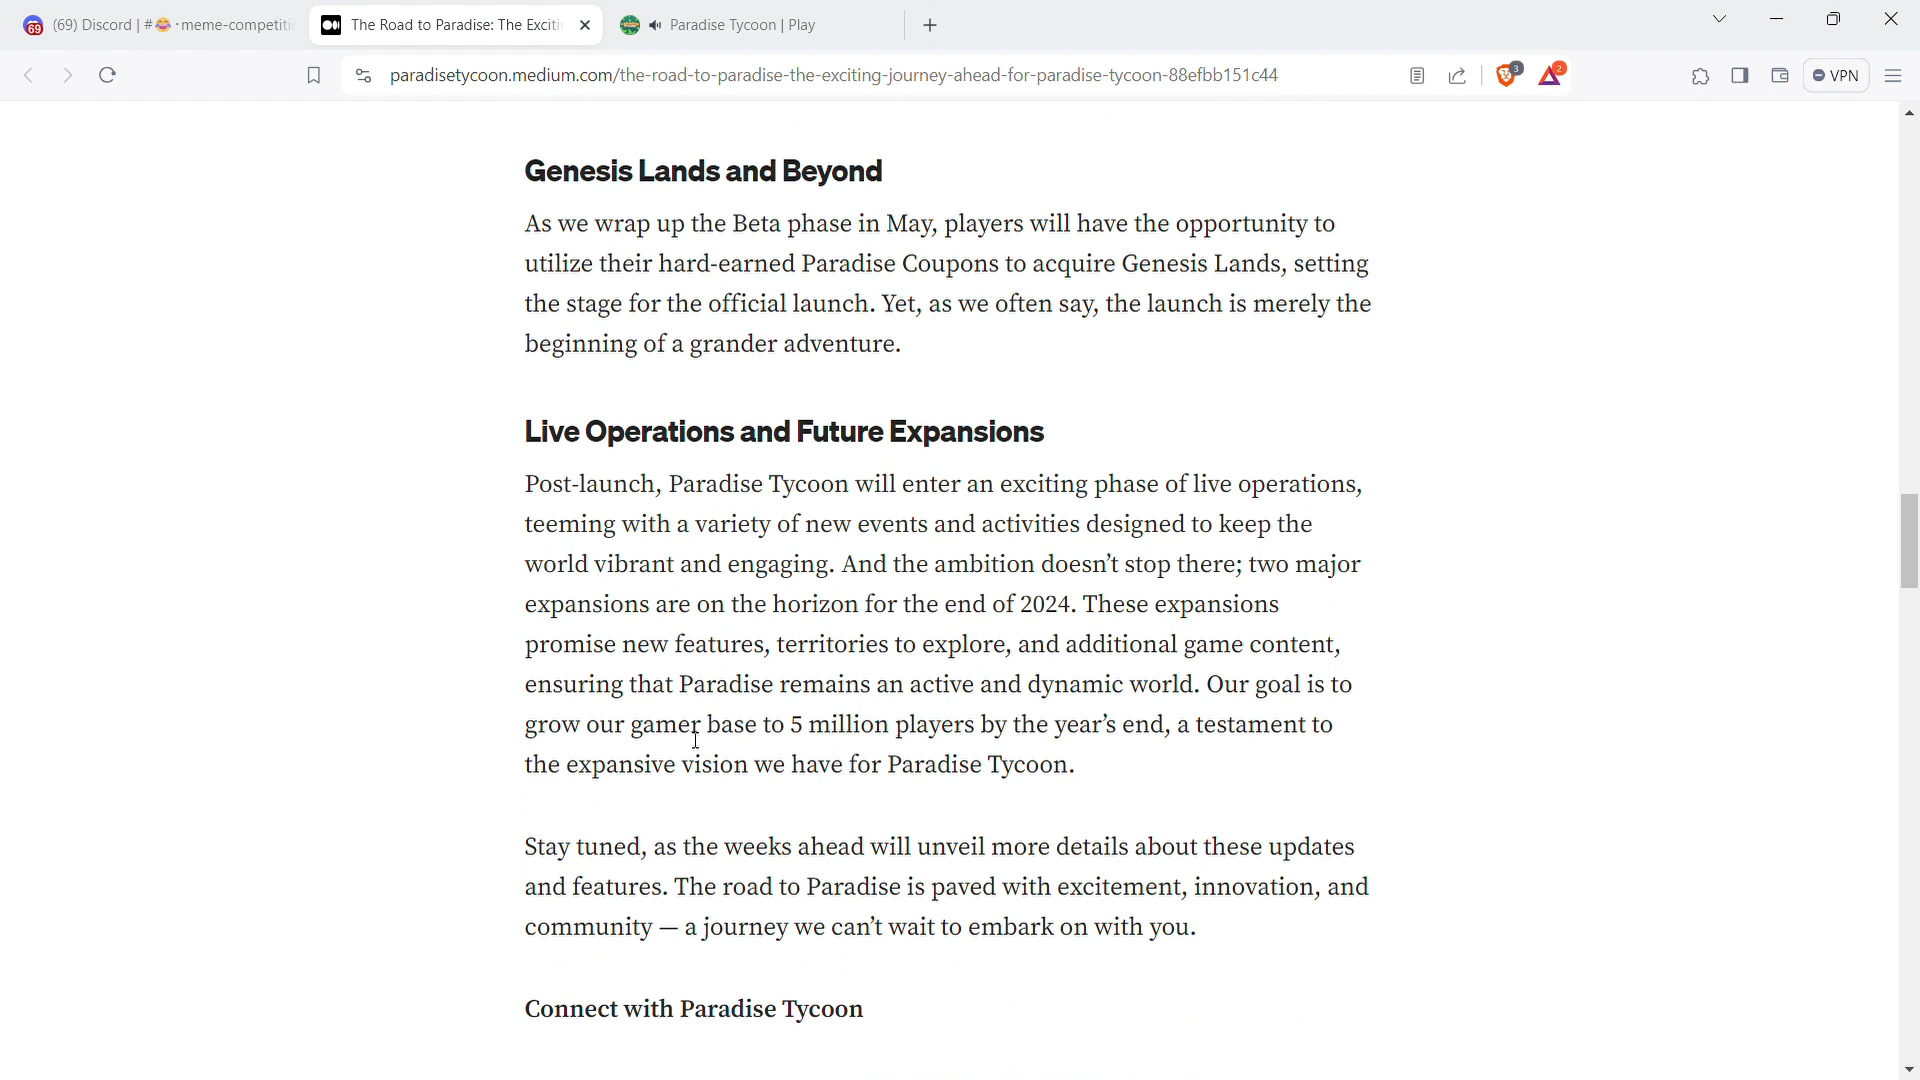 69
(69) Discord | #😂・meme-competiti
The Road to Paradise: The Exciti
Paradise Tycoon | Play
paradisetycoon.medium.com/the-road-to-paradise-the-exciting-journey-ahead-for-paradise-tycoon-88efbb151c44
3
2
VPN
Genesis Lands and Beyond
As we wrap up the Beta phase in May, players will have the opportunity to
utilize their hard-earned Paradise Coupons to acquire Genesis Lands, setting
the stage for the official launch. Yet, as we often say, the launch is merely the
beginning of a grander adventure.
Live Operations and Future Expansions
Post-launch, Paradise Tycoon will enter an exciting phase of live operations,
teeming with a variety of new events and activities designed to keep the
world vibrant and engaging. And the ambition doesn’t stop there; two major
expansions are on the horizon for the end of 2024. These expansions
promise new features, territories to explore, and additional game content,
ensuring that Paradise remains an active and dynamic world. Our goal is to
grow our gamer base to 5 million players by the year’s end, a testament to
the expansive vision we have for Paradise Tycoon.
Stay tuned, as the weeks ahead will unveil more details about these updates
and features. The road to Paradise is paved with excitement, innovation, and
community — a journey we can’t wait to embark on with you.
Connect with Paradise Tycoon